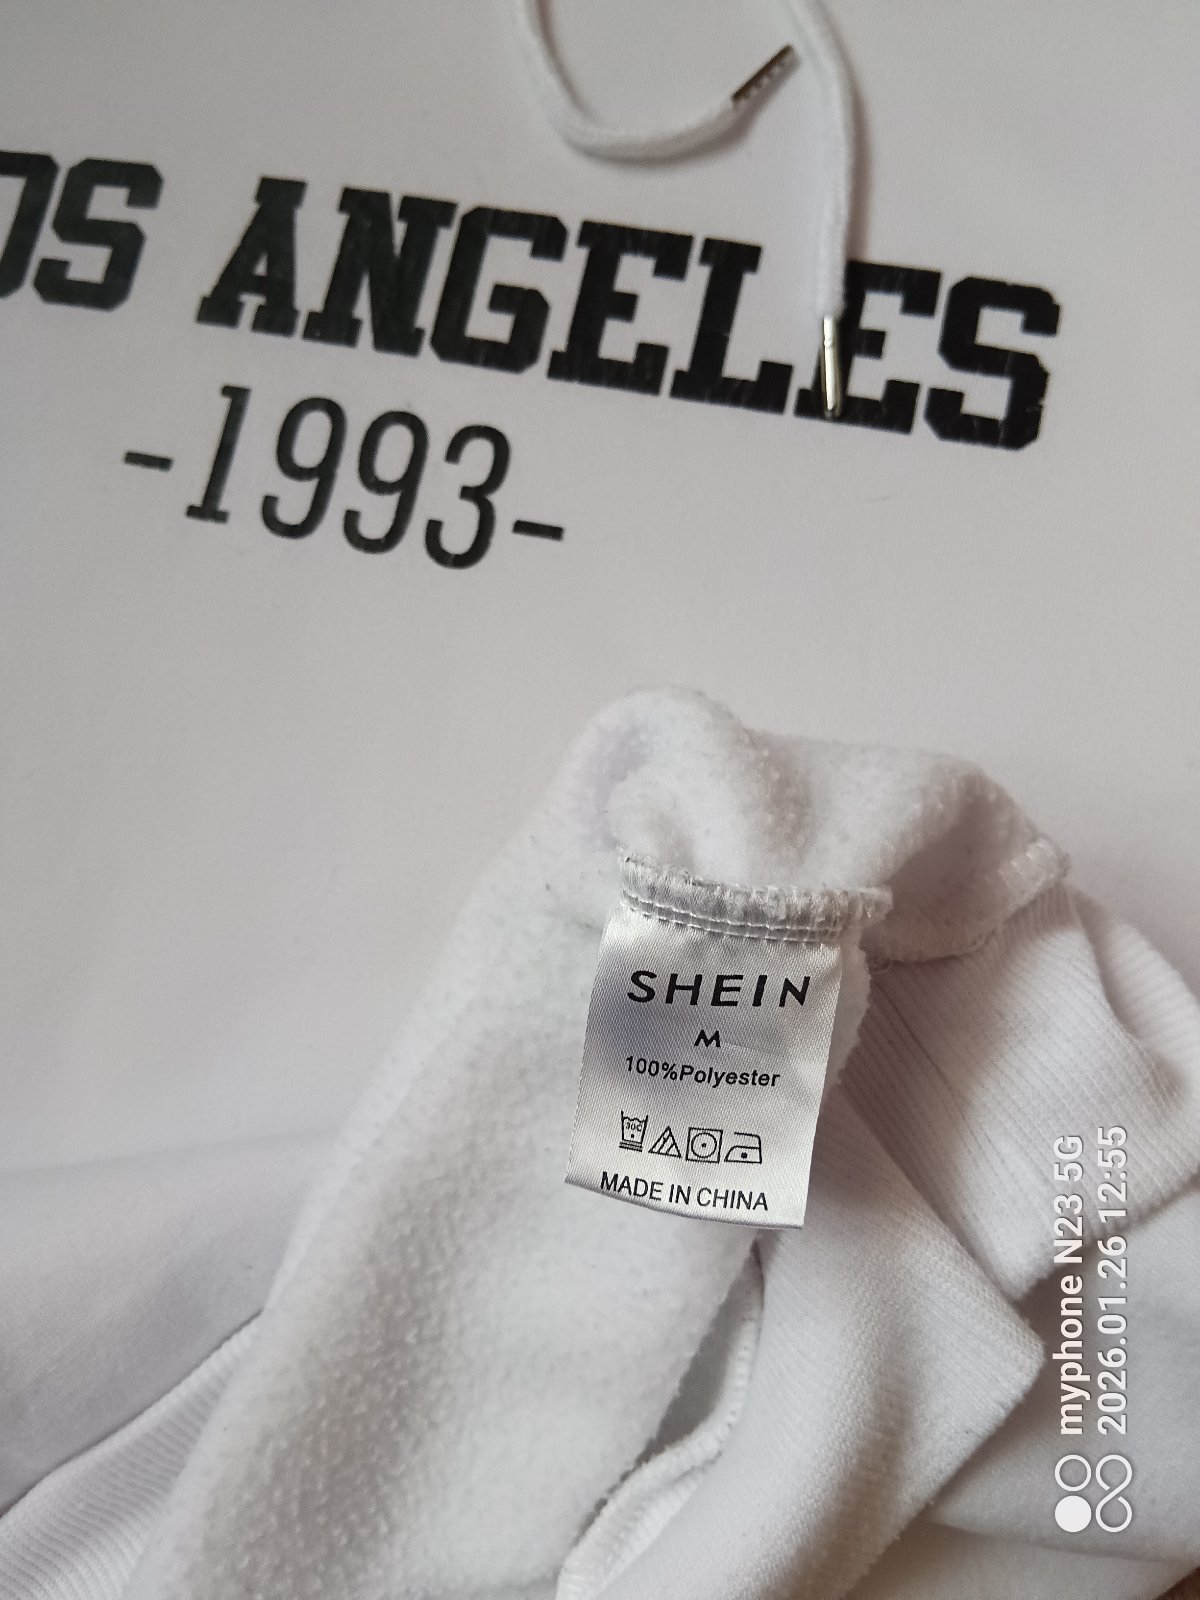 OS ANGELES
-1993-
SHEIN
M
100%Polyester
30C
MADE IN CHINA
myphone N23 5G
2026.01.26 12:55